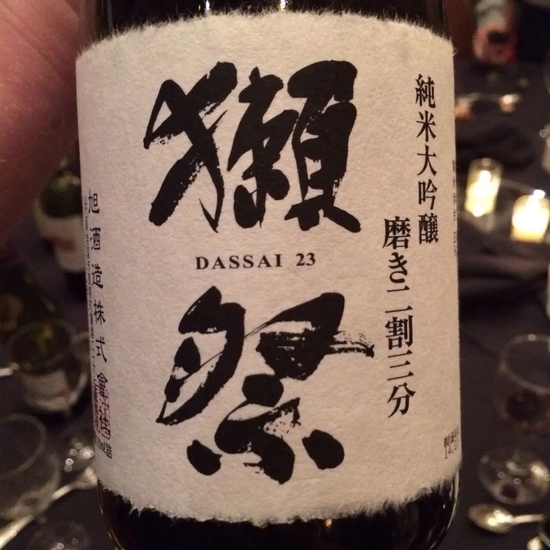 純米大吟醸
磨き二割三分
獺祭
DASSAI 23
旭酒造株式會社